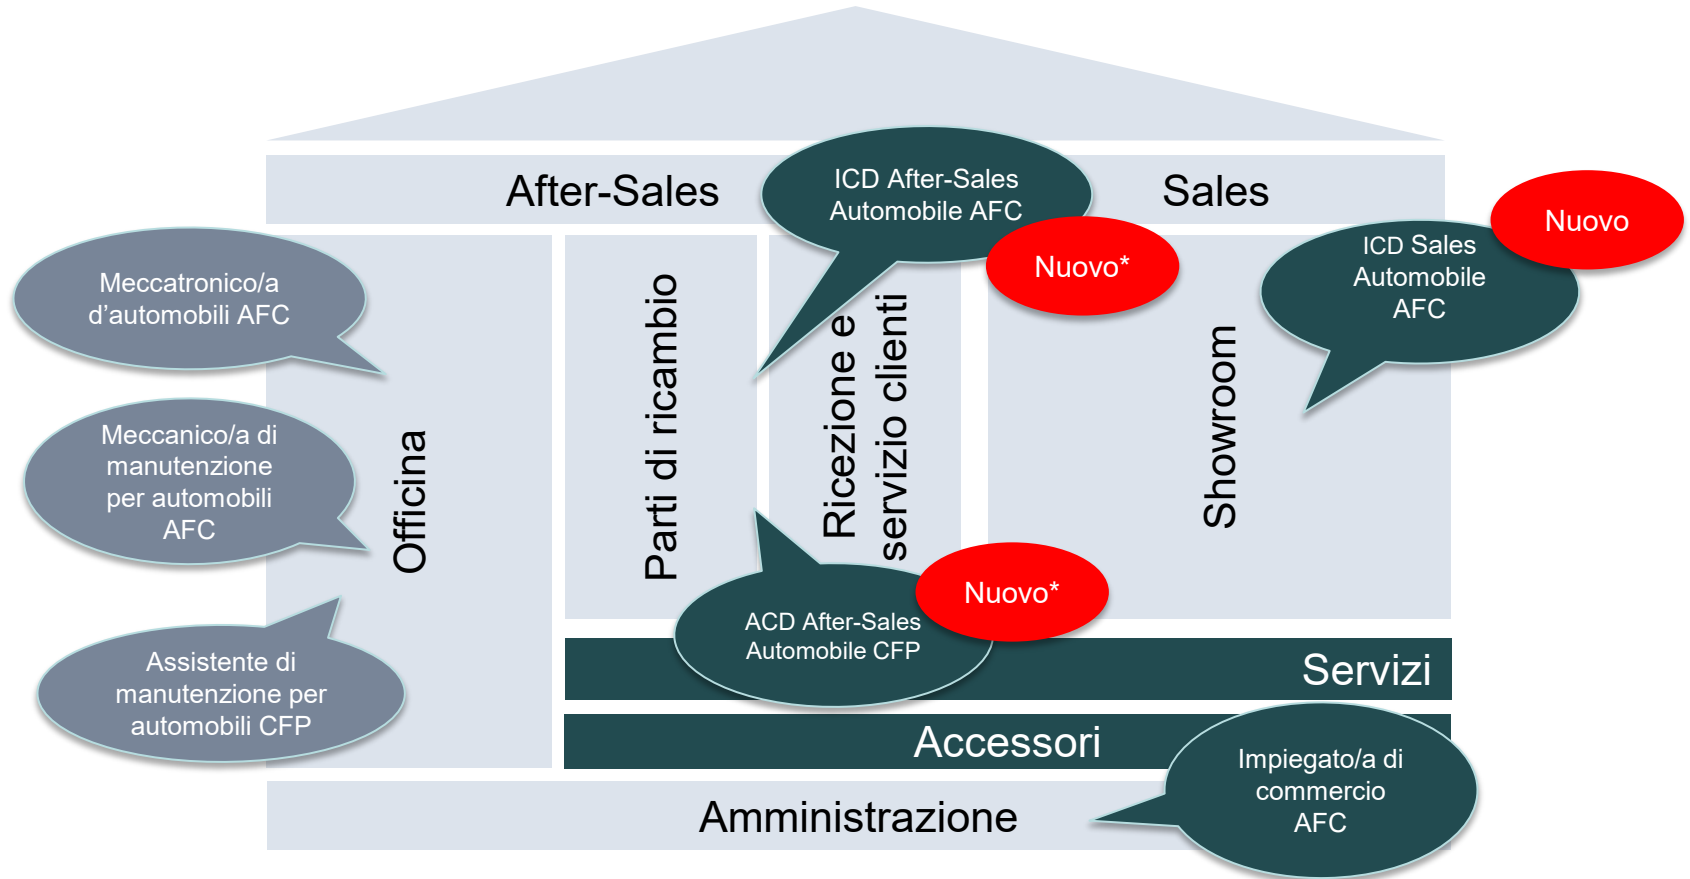 After-Sales
ICD After-Sales
Automobile AFC
Nuovo*
Sales
Nuovo
ICD Sales
Automobile
AFC
Meccatronico/a
d’automobili AFC
Meccanico/a di
manutenzione
per automobili
AFC
Assistente di
manutenzione per
automobili CFP
Officina
Parti di ricambio
Ricezione e
servizio clienti
Showroom
ACD After-Sales
Automobile CFP
Nuovo*
Servizi
Accessori
Impiegato/a di
commercio
AFC
Amministrazione